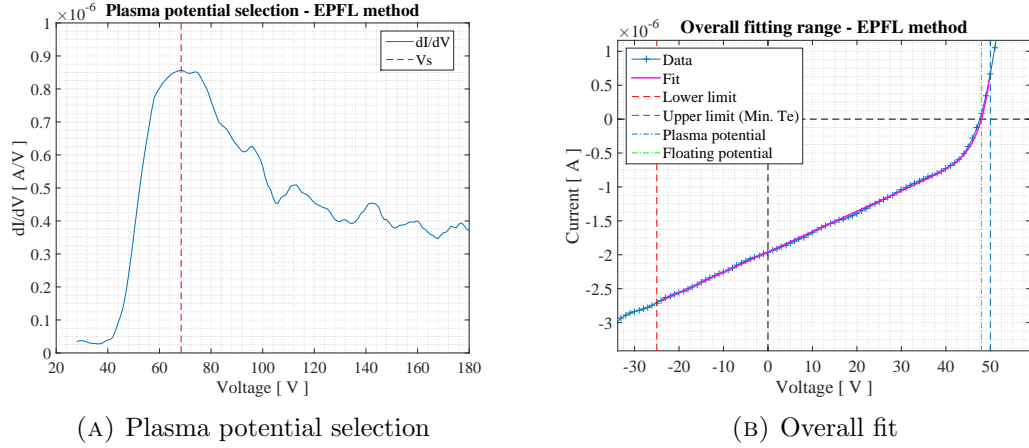 Plasma potential selection - EPFL method
×10⁻⁶
1
0.9
0.8
0.7
0.6
0.5
0.4
0.3
0.2
0.1
0
dI/dV [ A/V ]
dI/dV
Vs
20 40 60 80 100 120 140 160 180
Voltage [ V ]
(A) Plasma potential selection
×10⁻⁶
Overall fitting range - EPFL method
1
0.5
0
-0.5
-1
-1.5
-2
-2.5
-3
Current [ A ]
Data
Fit
Lower limit
Upper limit (Min. Te)
Plasma potential
Floating potential
-30 -20 -10 0 10 20 30 40 50
Voltage [ V ]
(B) Overall fit